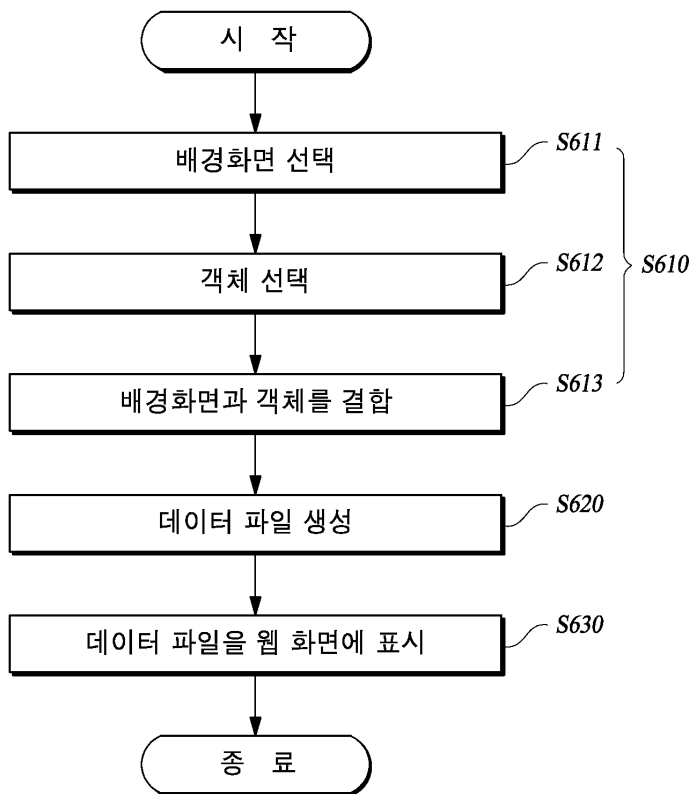 시 작
배경화면 선택
S611
객체 선택
S612
S610
배경화면과 객체를 결합
S613
데이터 파일 생성
S620
데이터 파일을 웹 화면에 표시
S630
종 료